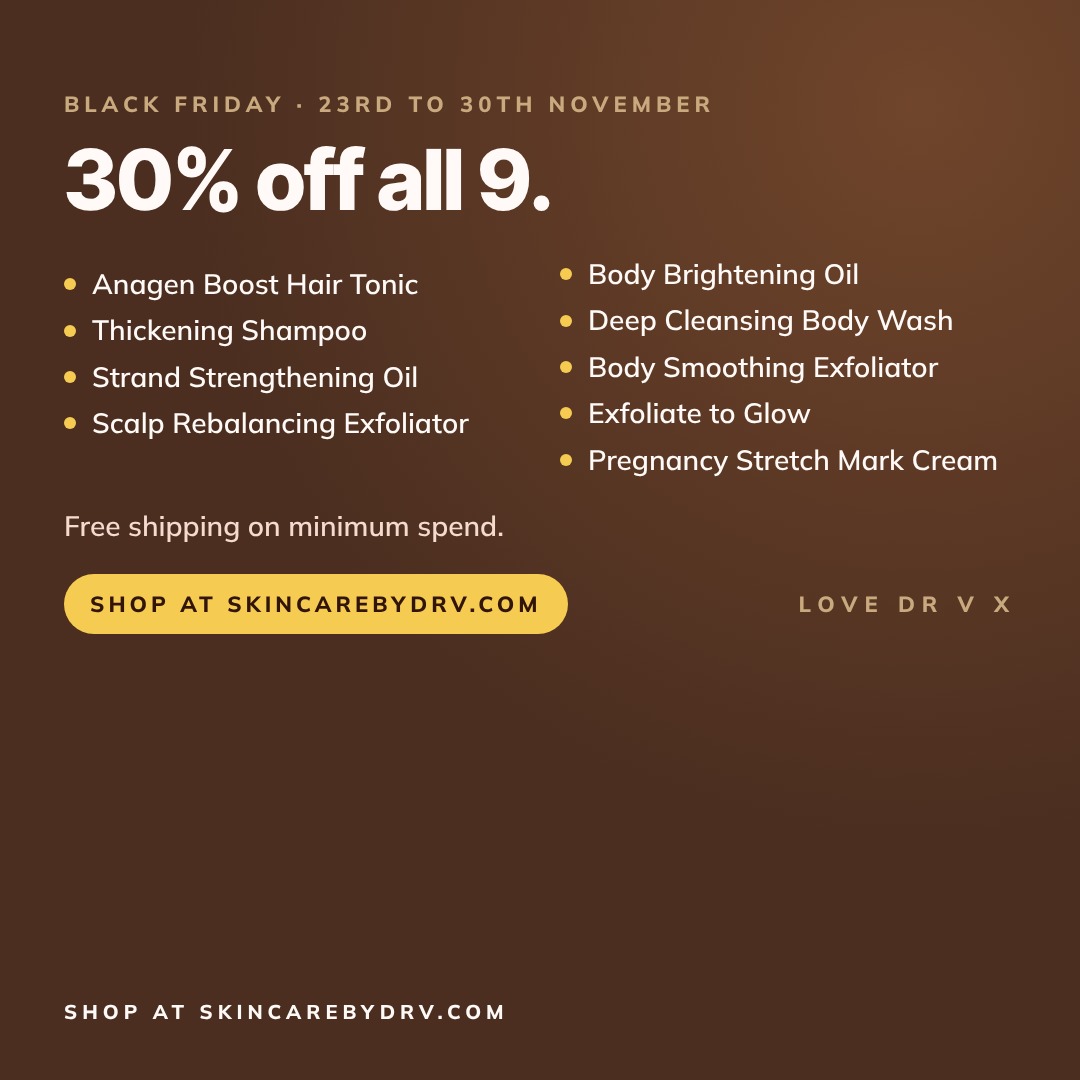 BLACK FRIDAY · 23RD TO 30TH NOVEMBER
30% off all 9.
Anagen Boost Hair Tonic
Thickening Shampoo
Strand Strengthening Oil
Scalp Rebalancing Exfoliator
Body Brightening Oil
Deep Cleansing Body Wash
Body Smoothing Exfoliator
Exfoliate to Glow
Pregnancy Stretch Mark Cream
Free shipping on minimum spend.
SHOP AT SKINCAREBYDRV.COM
LOVE DR V X
SHOP AT SKINCAREBYDRV.COM